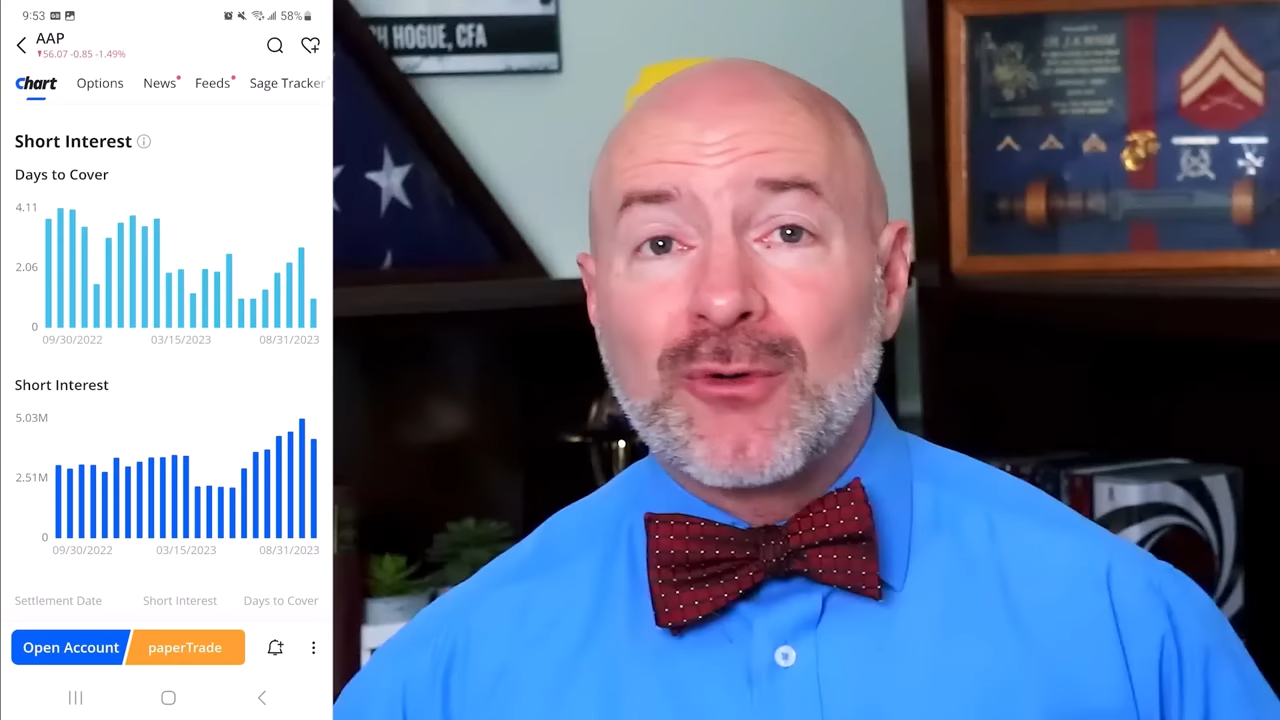 9:53
58%
AAP
56.07 -0.85 -1.49%
Chart Options News Feeds Sage Tracker
Short Interest
Days to Cover
4.11
2.06
0
09/30/2022 03/15/2023 08/31/2023
Short Interest
5.03M
2.51M
0
09/30/2022 03/15/2023 08/31/2023
Settlement Date Short Interest Days to Cover
Open Account paperTrade
HOGUE, CFA